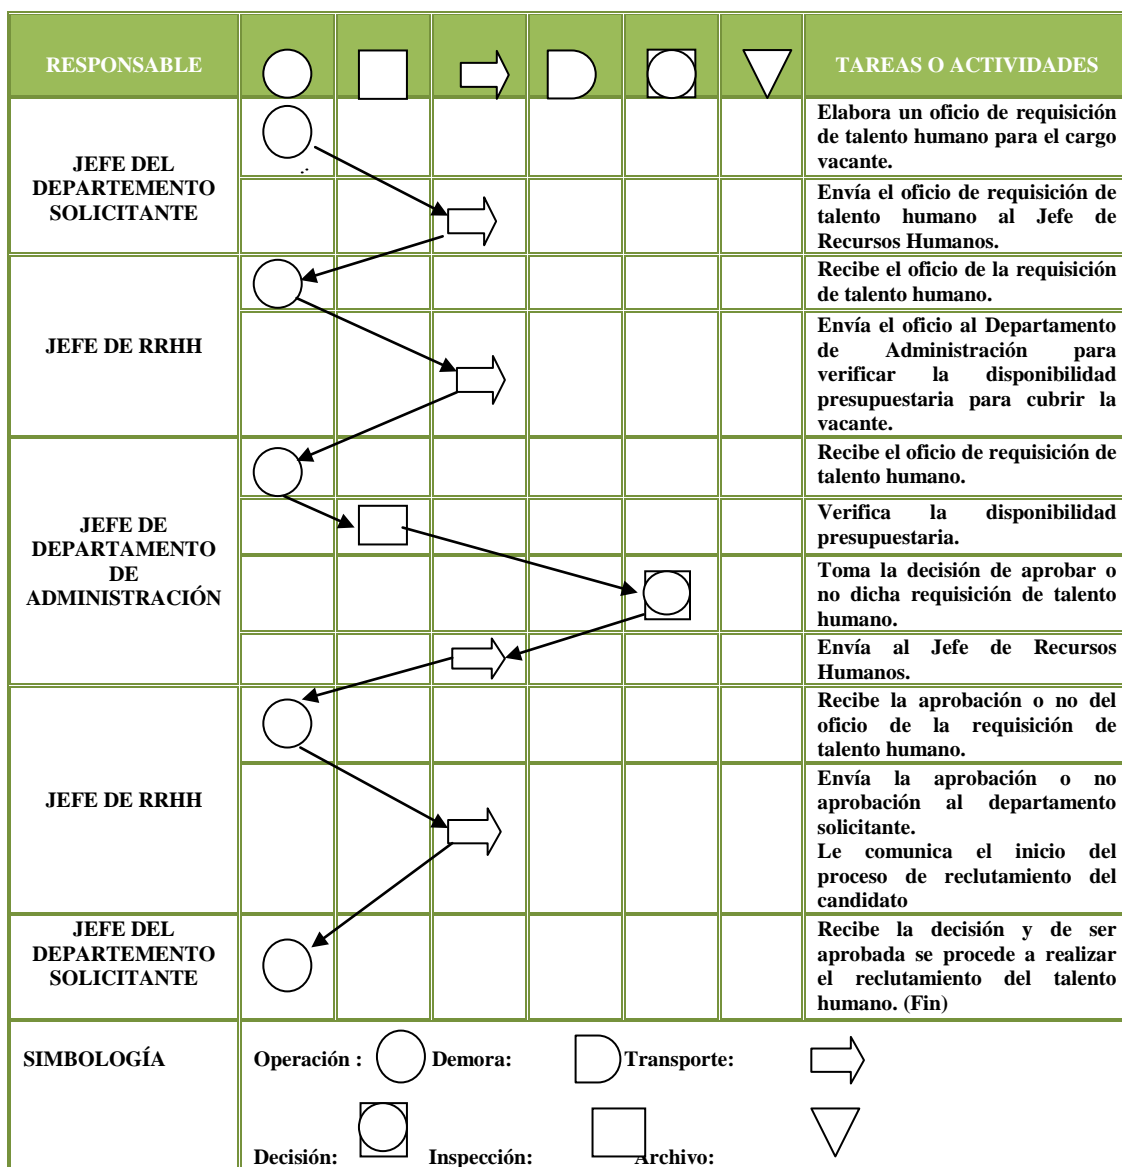 RESPONSABLE
TAREAS O ACTIVIDADES
JEFE DEL
DEPARTEMENTO
SOLICITANTE
Elabora un oficio de requisición
de talento humano para el cargo
vacante.
Envía el oficio de requisición de
talento humano al Jefe de
Recursos Humanos.
JEFE DE RRHH
Recibe el oficio de la requisición
de talento humano.
Envía el oficio al Departamento
de Administración para
verificar la disponibilidad
presupuestaria para cubrir la
vacante.
JEFE DE
DEPARTAMENTO
DE
ADMINISTRACIÓN
Recibe el oficio de requisición de
talento humano.
Verifica la disponibilidad
presupuestaria.
Toma la decisión de aprobar o
no dicha requisición de talento
humano.
Envía al Jefe de Recursos
Humanos.
JEFE DE RRHH
Recibe la aprobación o no del
oficio de la requisición de
talento humano.
Envía la aprobación o no
aprobación al departamento
solicitante.
Le comunica el inicio del
proceso de reclutamiento del
candidato
JEFE DEL
DEPARTEMENTO
SOLICITANTE
Recibe la decisión y de ser
aprobada se procede a realizar
el reclutamiento del talento
humano. (Fin)
SIMBOLOGÍA
Operación : Demora: Transporte:
Decisión: Inspección: Archivo: